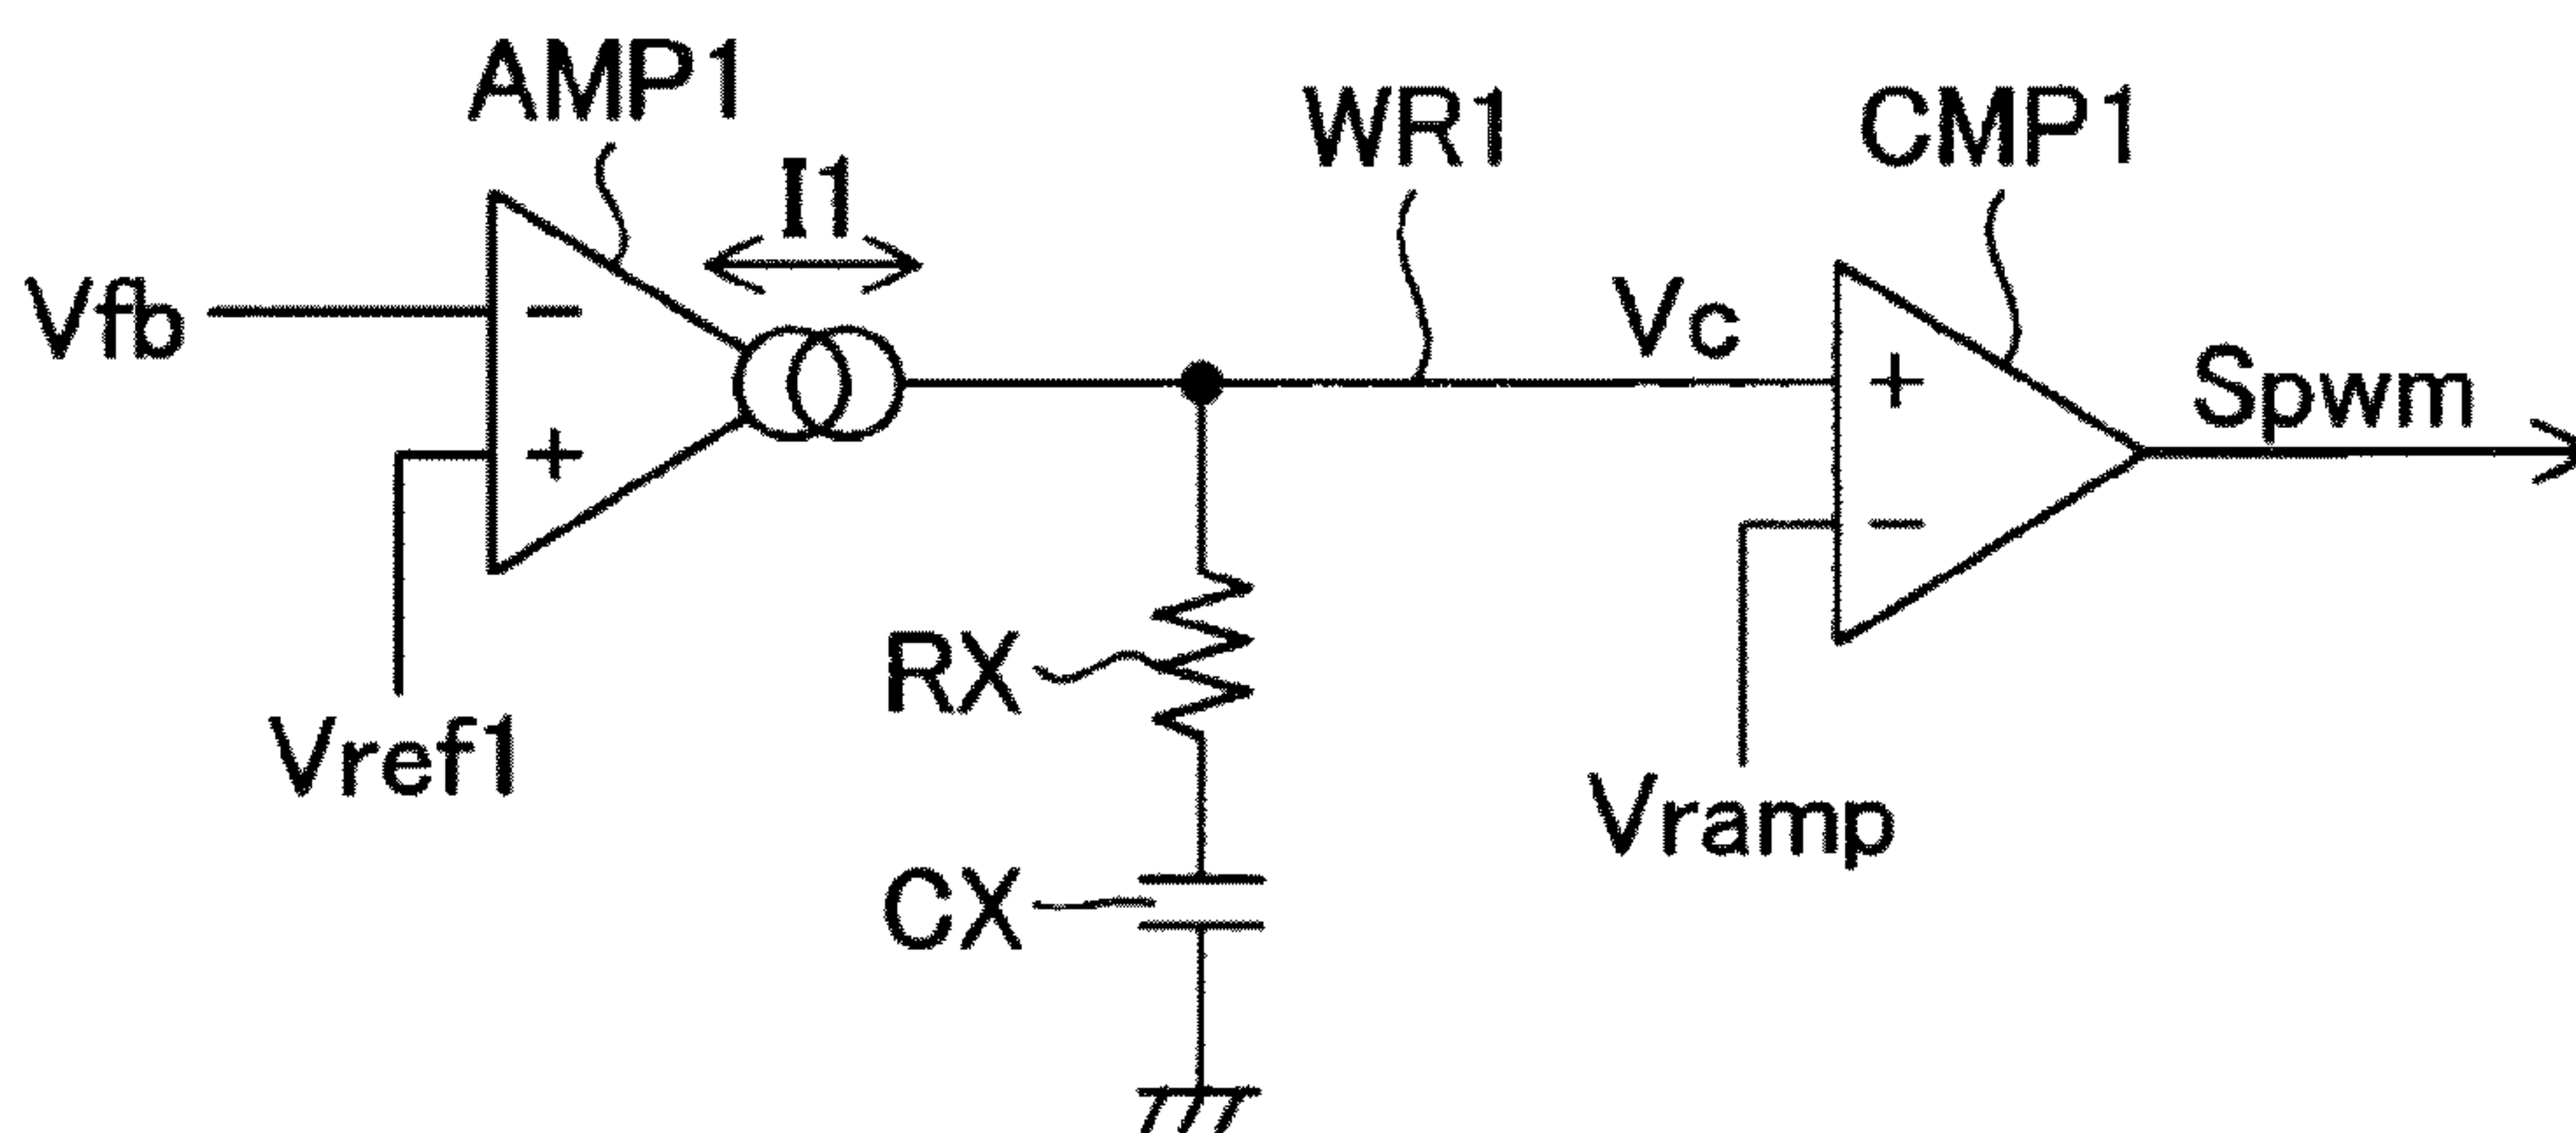 AMP1
WR1
CMP1
I1
Vfb
-
Vc
+
Spwm
+
-
RX
Vref1
Vramp
CX